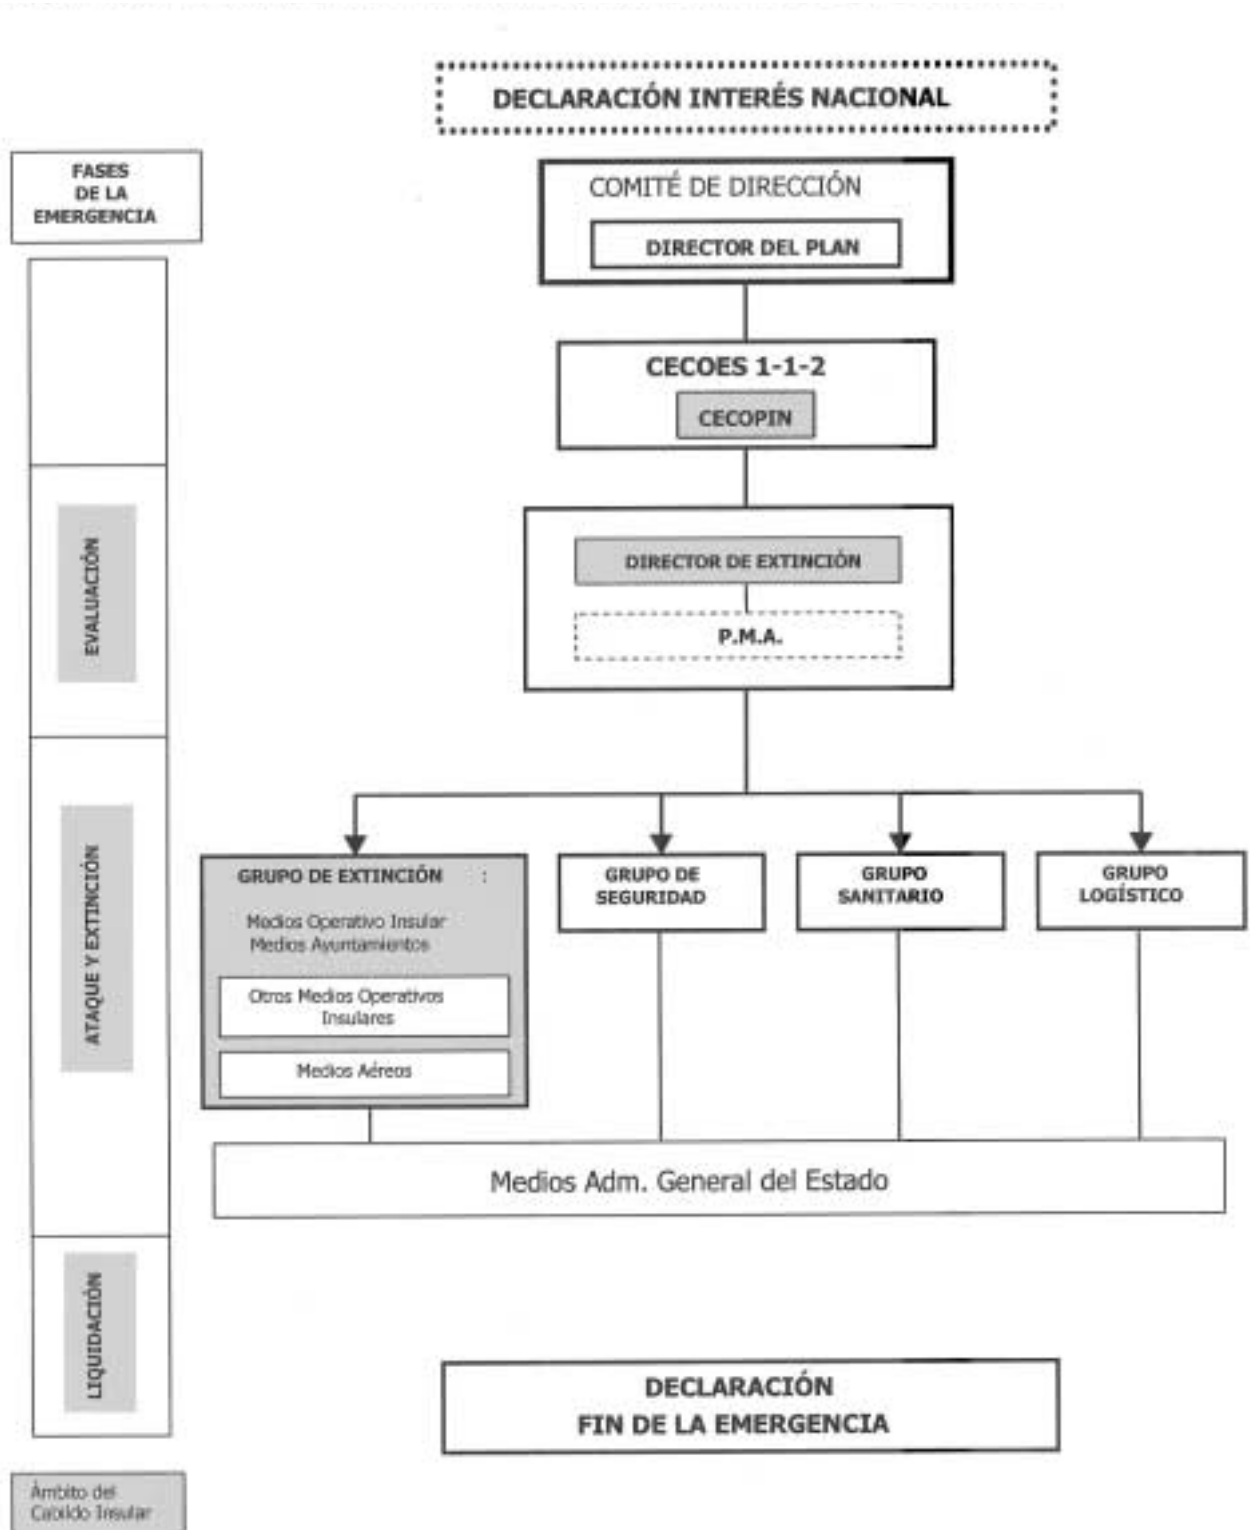 DECLARACIÓN INTERÉS NACIONAL
FASES
DE LA
EMERGENCIA
COMITÉ DE DIRECCIÓN
DIRECTOR DEL PLAN
CECOES 1-1-2
CECOPIN
EVALUACIÓN
DIRECTOR DE EXTINCIÓN
P.M.A.
ATAQUE Y EXTINCIÓN
GRUPO DE EXTINCIÓN :
Medios Operativo Insular
Medios Ayuntamientos
Otros Medios Operativos
Insulares
Medios Aéreos
GRUPO DE
SEGURIDAD
GRUPO
SANITARIO
GRUPO
LOGÍSTICO
Medios Adm. General del Estado
LIQUIDACIÓN
DECLARACIÓN
FIN DE LA EMERGENCIA
Ámbito del
Cabildo Insular